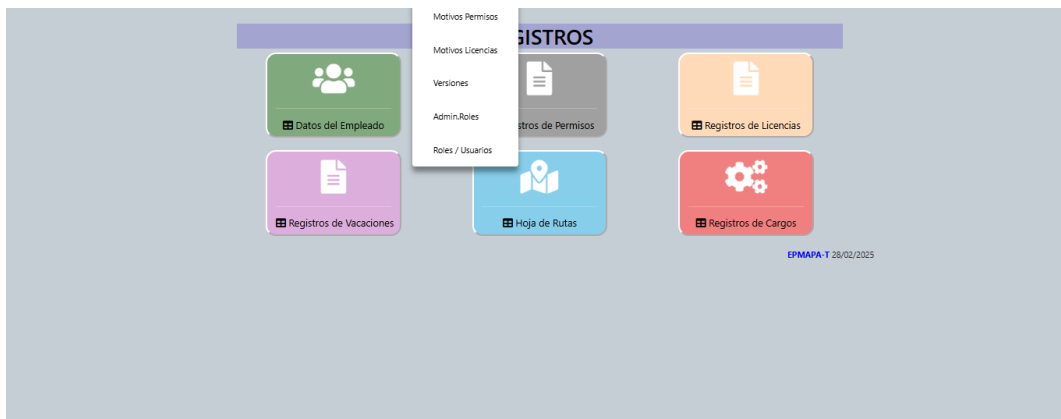 Motivos Permisos
Motivos Licencias
Versiones
Admin.Roles
Roles / Usuarios
GISTROS
Datos del Empleado
stros de Permisos
Registros de Licencias
Registros de Vacaciones
Hoja de Rutas
Registros de Cargos
EPMAPA-T 28/02/2025